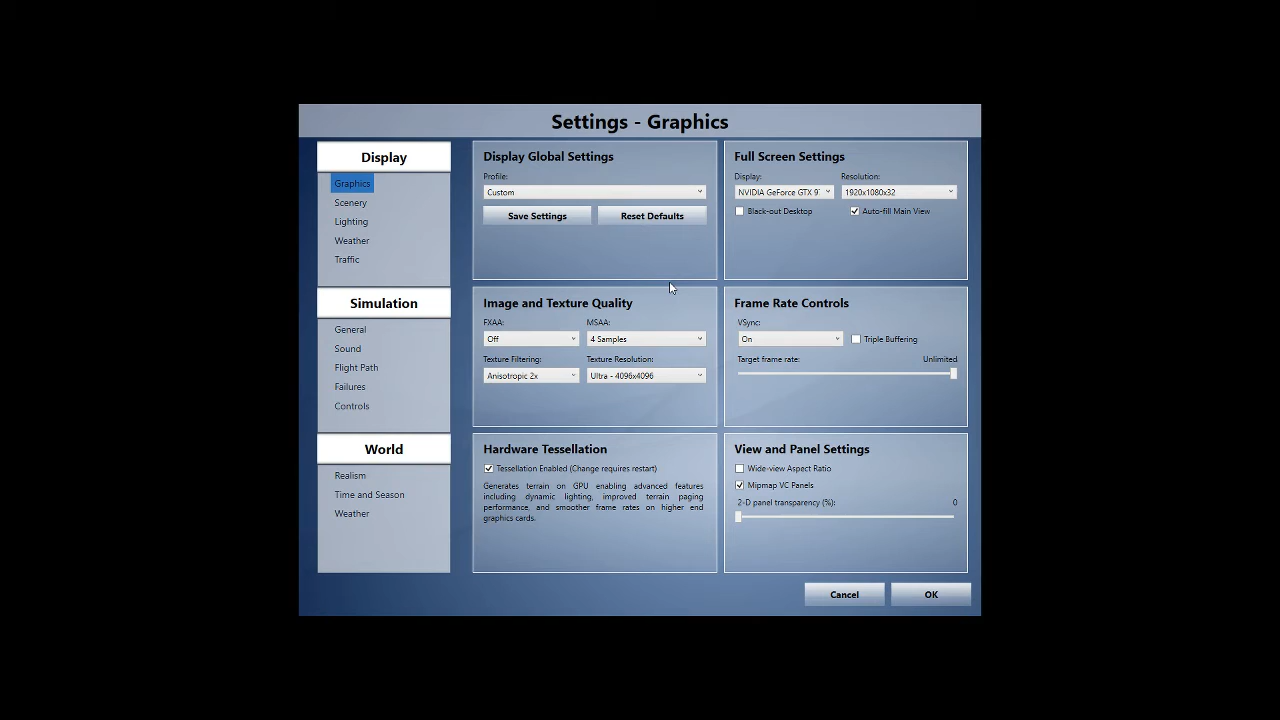 Settings - Graphics
Display
Graphics
Scenery
Lighting
Weather
Traffic
Simulation
General
Sound
Flight Path
Failures
Controls
World
Realism
Time and Season
Weather
Display Global Settings
Profile:
Custom
Save Settings
Reset Defaults
Full Screen Settings
Display: Resolution:
NVIDIA GeForce GTX 9 1920x1080x32
Black-out Desktop Auto-fill Main View
Image and Texture Quality
FXAA: MSAA:
Off 4 Samples
Texture Filtering: Texture Resolution:
Anisotropic 2x Ultra - 4096x4096
Frame Rate Controls
VSync:
On Triple Buffering
Target frame rate: Unlimited
Hardware Tessellation
Tessellation Enabled (Change requires restart)
Generates terrain on GPU enabling advanced features
including dynamic lighting, improved terrain paging
performance, and smoother frame rates on higher end
graphics cards.
View and Panel Settings
Wide-view Aspect Ratio
Mipmap VC Panels
2-D panel transparency (%): 0
Cancel
OK